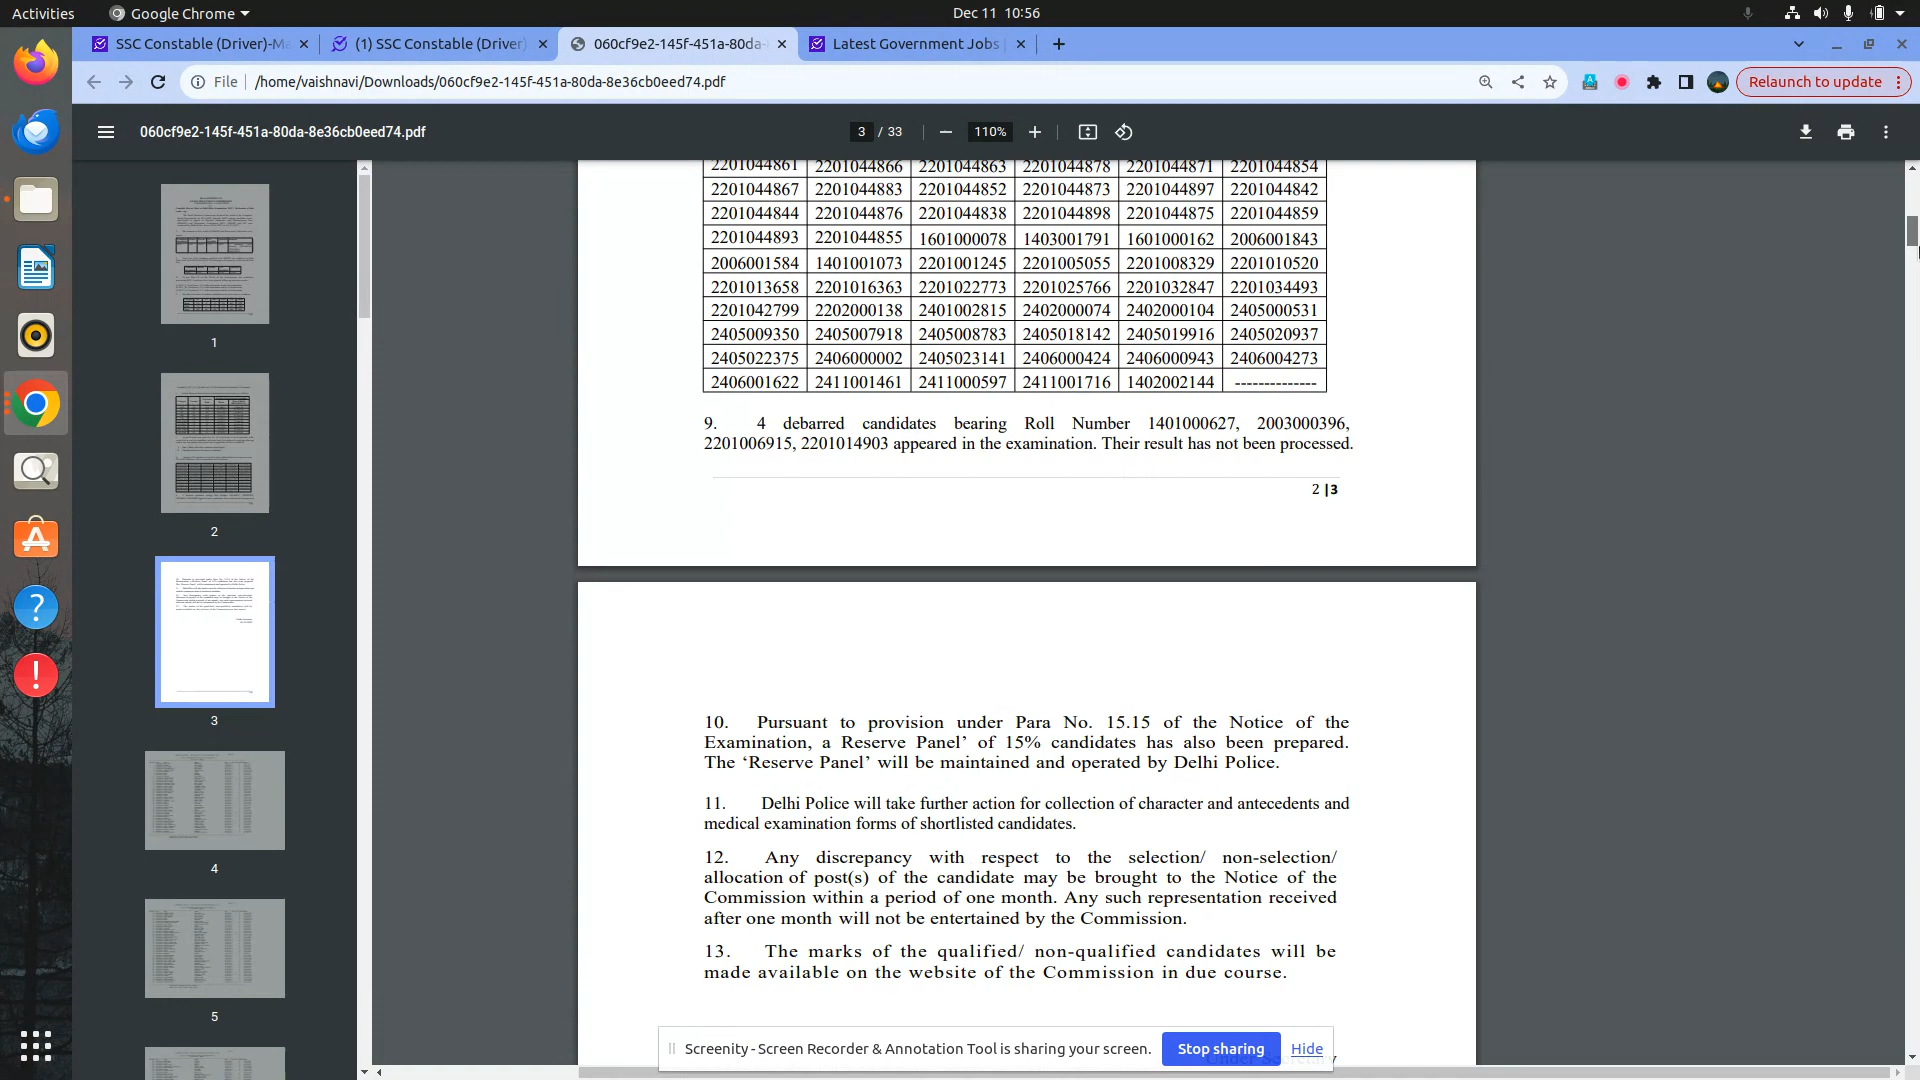 Activities
Google Chrome
Dec 11 10:56
SSC Constable (Driver)-Ma
(1) SSC Constable (Driver)
060cf9e2-145f-451a-80da-
Latest Government Jobs
File
/home/vaishnavi/Downloads/060cf9e2-145f-451a-80da-8e36cb0eed74.pdf
Relaunch to update
060cf9e2-145f-451a-80da-8e36cb0eed74.pdf
3 / 33
110%
1
2
3
4
5
2201044861 2201044866 2201044863 2201044878 2201044871 2201044854
2201044867 2201044883 2201044852 2201044873 2201044897 2201044842
2201044844 2201044876 2201044838 2201044898 2201044875 2201044859
2201044893 2201044855 1601000078 1403001791 1601000162 2006001843
2006001584 1401001073 2201001245 2201005055 2201008329 2201010520
2201013658 2201016363 2201022773 2201025766 2201032847 2201034493
2201042799 2202000138 2401002815 2402000074 2402000104 2405000531
2405009350 2405007918 2405008783 2405018142 2405019916 2405020937
2405022375 2406000002 2405023141 2406000424 2406000943 2406004273
2406001622 2411001461 2411000597 2411001716 1402002144 --------------
9. 4 debarred candidates bearing Roll Number 1401000627, 2003000396,
2201006915, 2201014903 appeared in the examination. Their result has not been processed.
2 |3
10. Pursuant to provision under Para No. 15.15 of the Notice of the
Examination, a Reserve Panel’ of 15% candidates has also been prepared.
The ‘Reserve Panel’ will be maintained and operated by Delhi Police.
11. Delhi Police will take further action for collection of character and antecedents and
medical examination forms of shortlisted candidates.
12. Any discrepancy with respect to the selection/ non-selection/
allocation of post(s) of the candidate may be brought to the Notice of the
Commission within a period of one month. Any such representation received
after one month will not be entertained by the Commission.
13. The marks of the qualified/ non-qualified candidates will be
made available on the website of the Commission in due course.
Screenity - Screen Recorder & Annotation Tool is sharing your screen.
Stop sharing
Hide